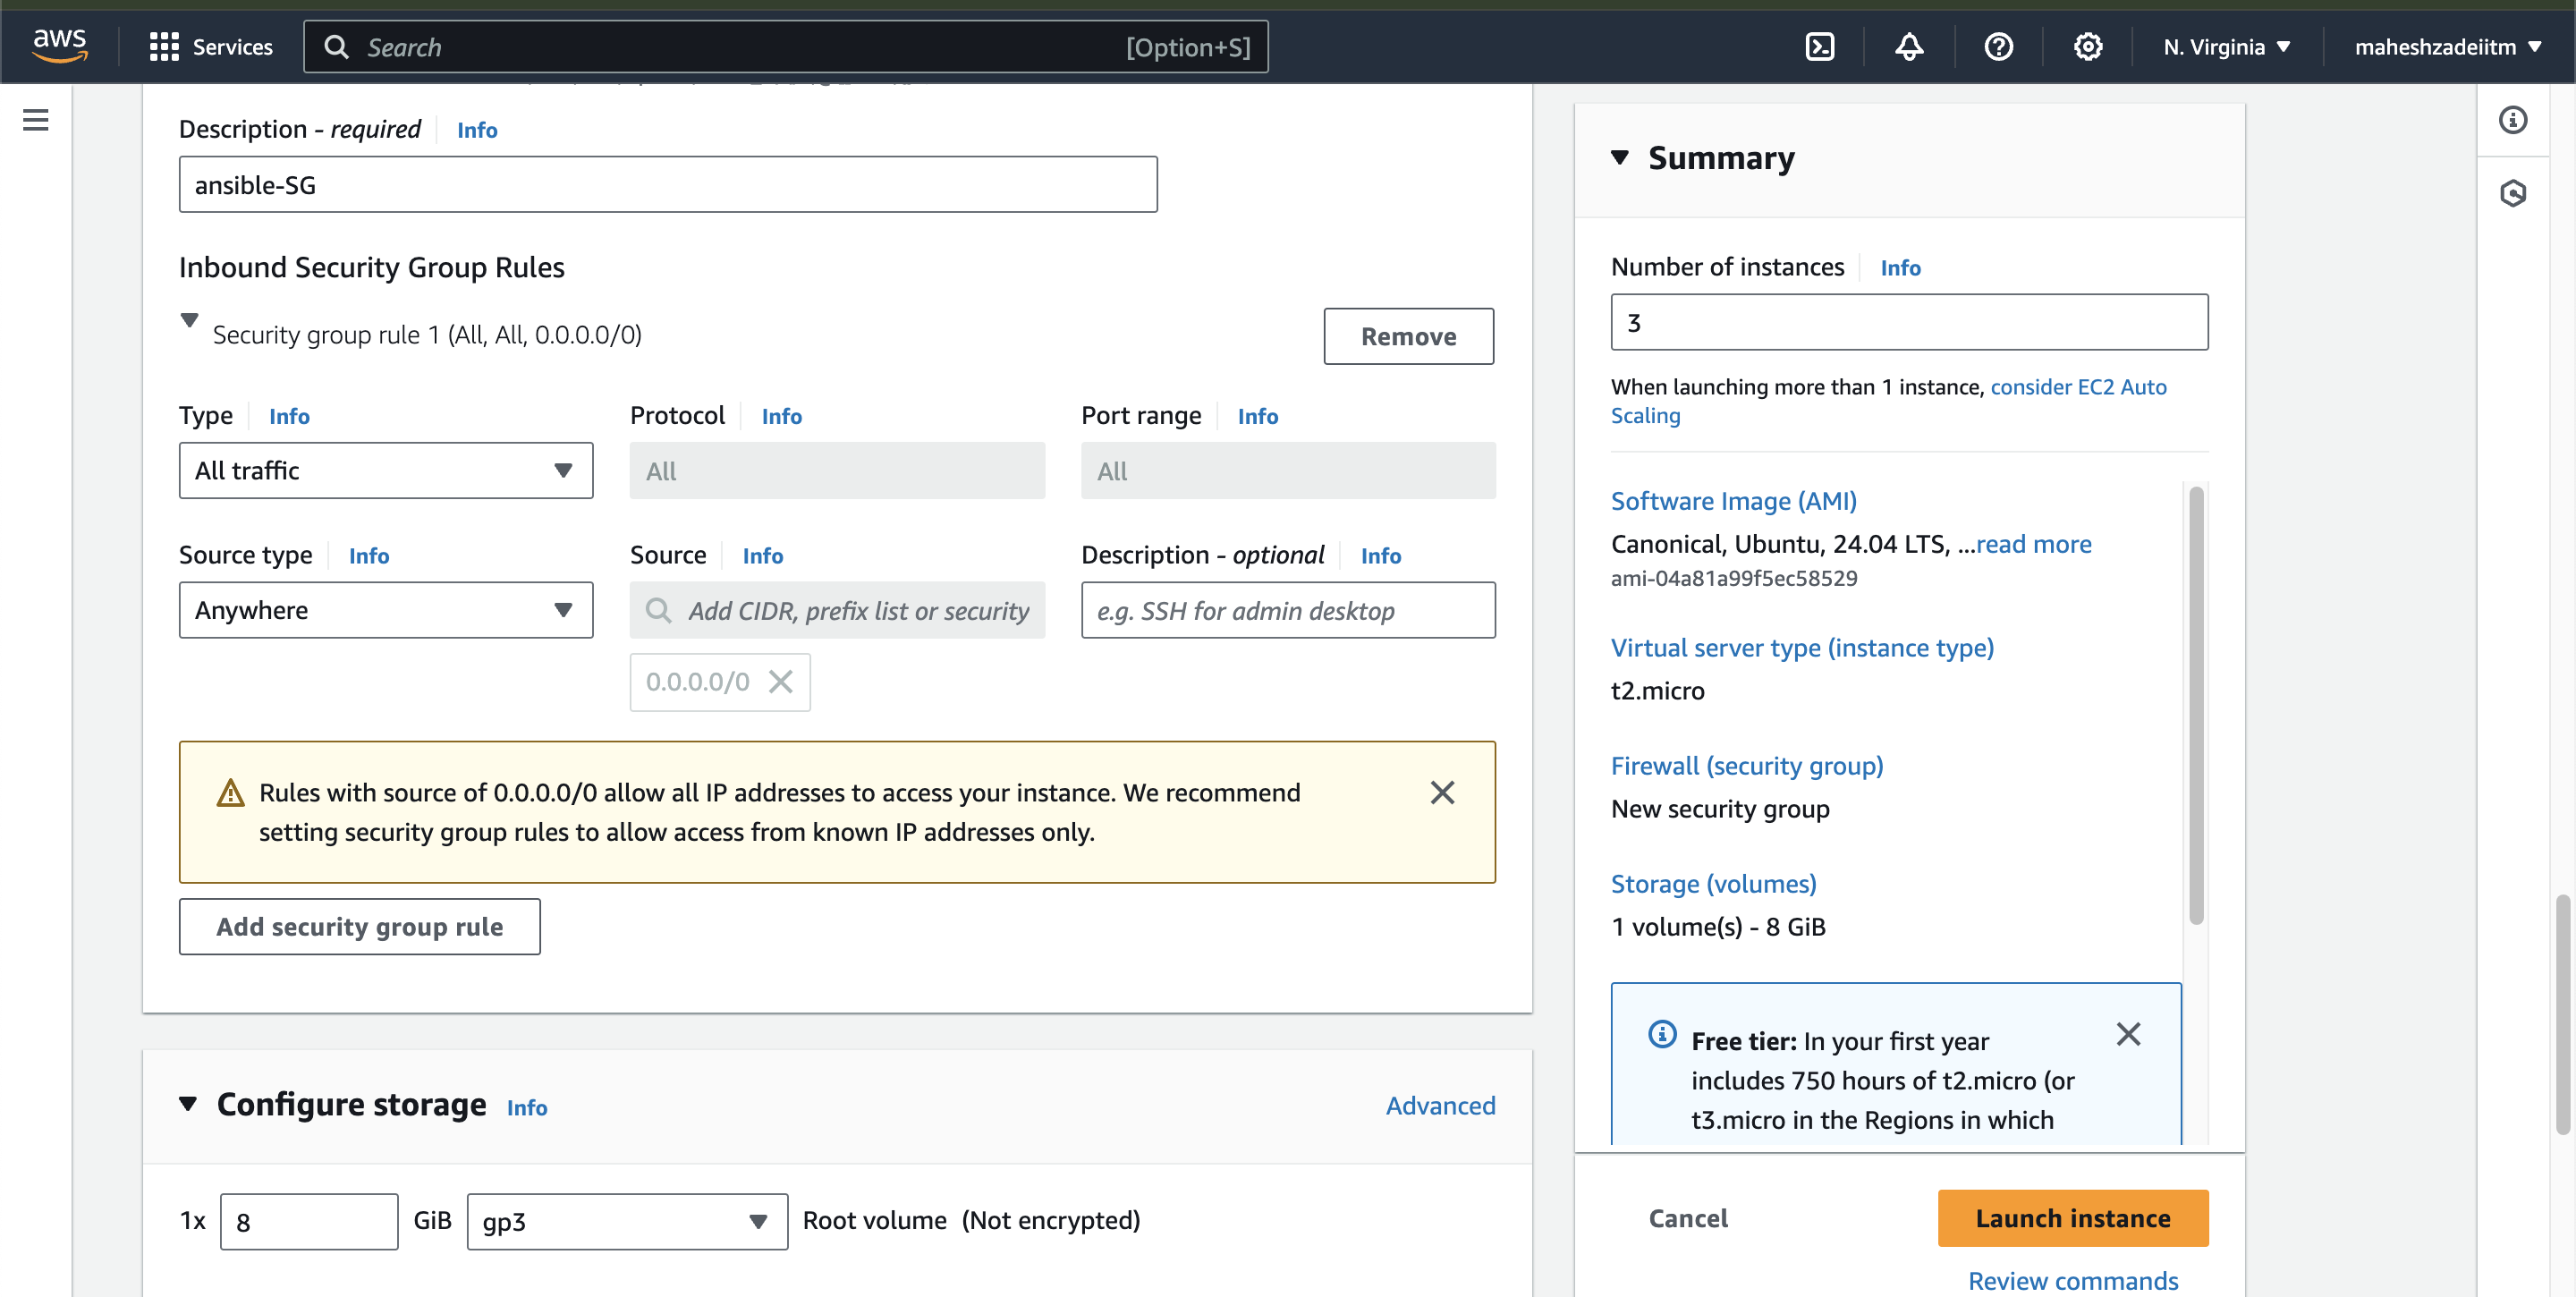 aws
Services
Search
[Option+S]
N. Virginia
maheshzadeiitm
Description - required
Info
ansible-SG
Inbound Security Group Rules
Security group rule 1 (All, All, 0.0.0.0/0)
Remove
Type
Info
Protocol
Info
Port range
Info
All traffic
All
All
Source type
Info
Source
Info
Description - optional
Info
Anywhere
Add CIDR, prefix list or security
e.g. SSH for admin desktop
0.0.0.0/0
Rules with source of 0.0.0.0/0 allow all IP addresses to access your instance. We recommend
setting security group rules to allow access from known IP addresses only.
Add security group rule
Configure storage
Info
Advanced
1x
8
GiB
gp3
Root volume (Not encrypted)
Summary
Number of instances
Info
3
When launching more than 1 instance, consider EC2 Auto
Scaling
Software Image (AMI)
Canonical, Ubuntu, 24.04 LTS, ...read more
ami-04a81a99f5ec58529
Virtual server type (instance type)
t2.micro
Firewall (security group)
New security group
Storage (volumes)
1 volume(s) - 8 GiB
Free tier: In your first year
includes 750 hours of t2.micro (or
t3.micro in the Regions in which
Cancel
Launch instance
Review commands